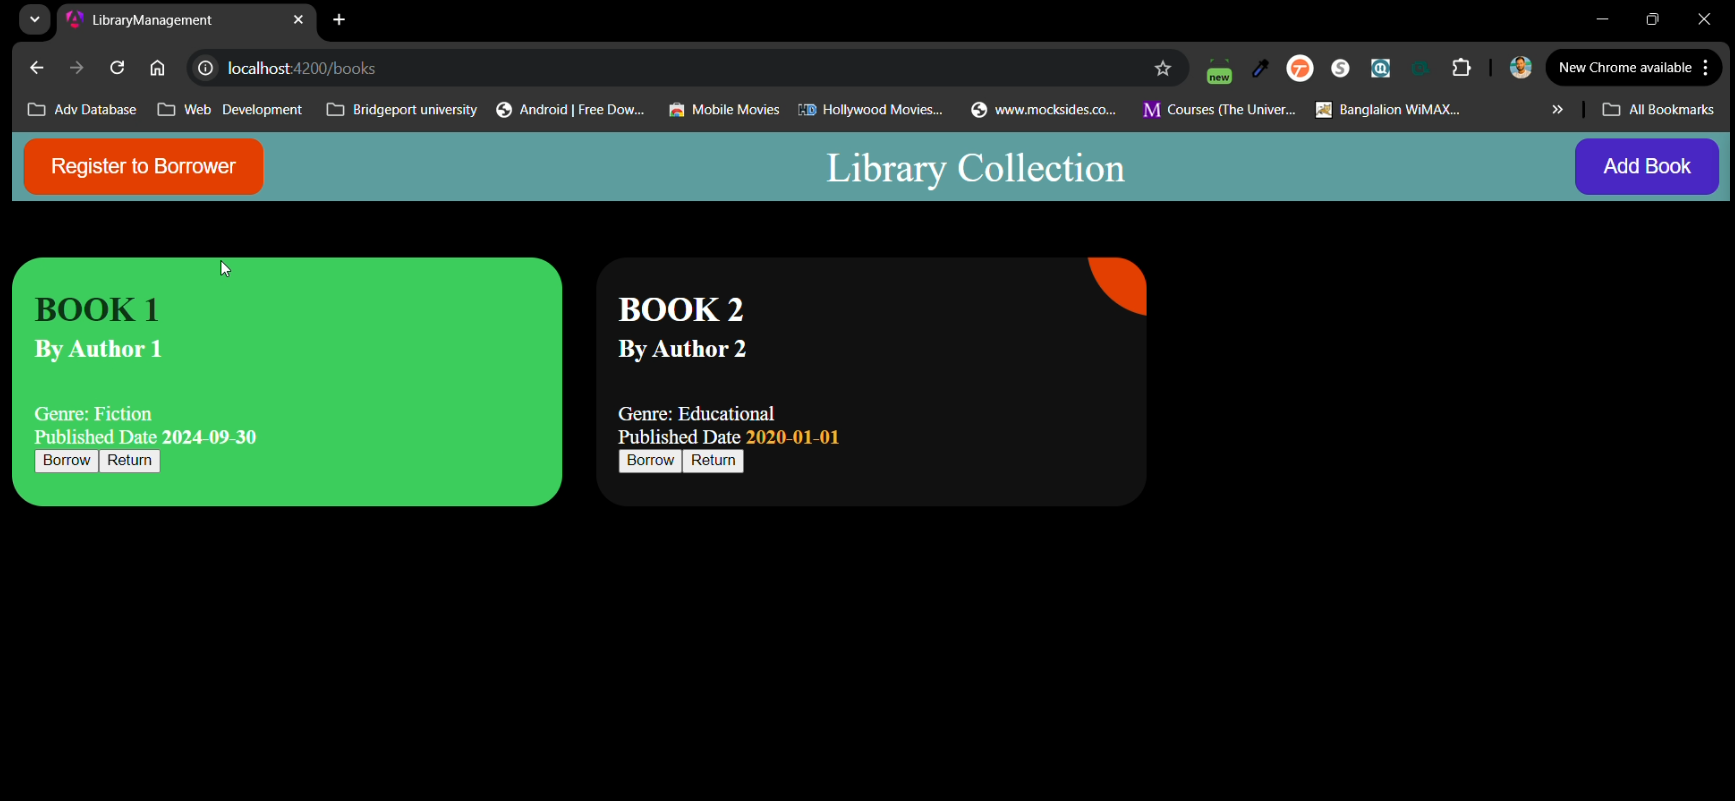 LibraryManagement
localhost:4200/books
new
New Chrome available
Adv Database
Web Development
Bridgeport university
Android | Free Dow...
Mobile Movies
HD Hollywood Movies...
www.mocksides.co...
M Courses (The Univer...
Banglalion WiMAX...
All Bookmarks
Register to Borrower
Library Collection
Add Book
BOOK 1
By Author 1
Genre: Fiction
Published Date 2024-09-30
Borrow Return
BOOK 2
By Author 2
Genre: Educational
Published Date 2020-01-01
Borrow Return